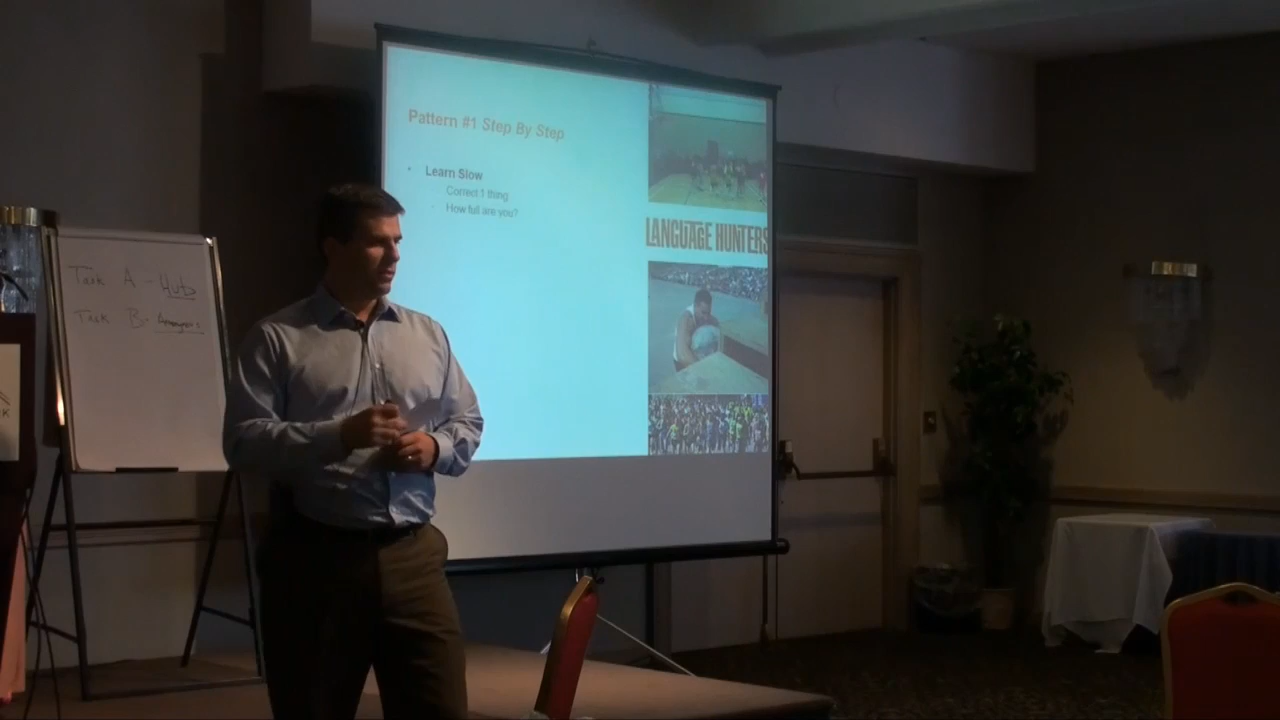 Task A - Hub
Task B -
Pattern #1 Step By Step
• Learn Slow
Correct 1 thing
How full are you?
LANGUAGE HUNTERS
K